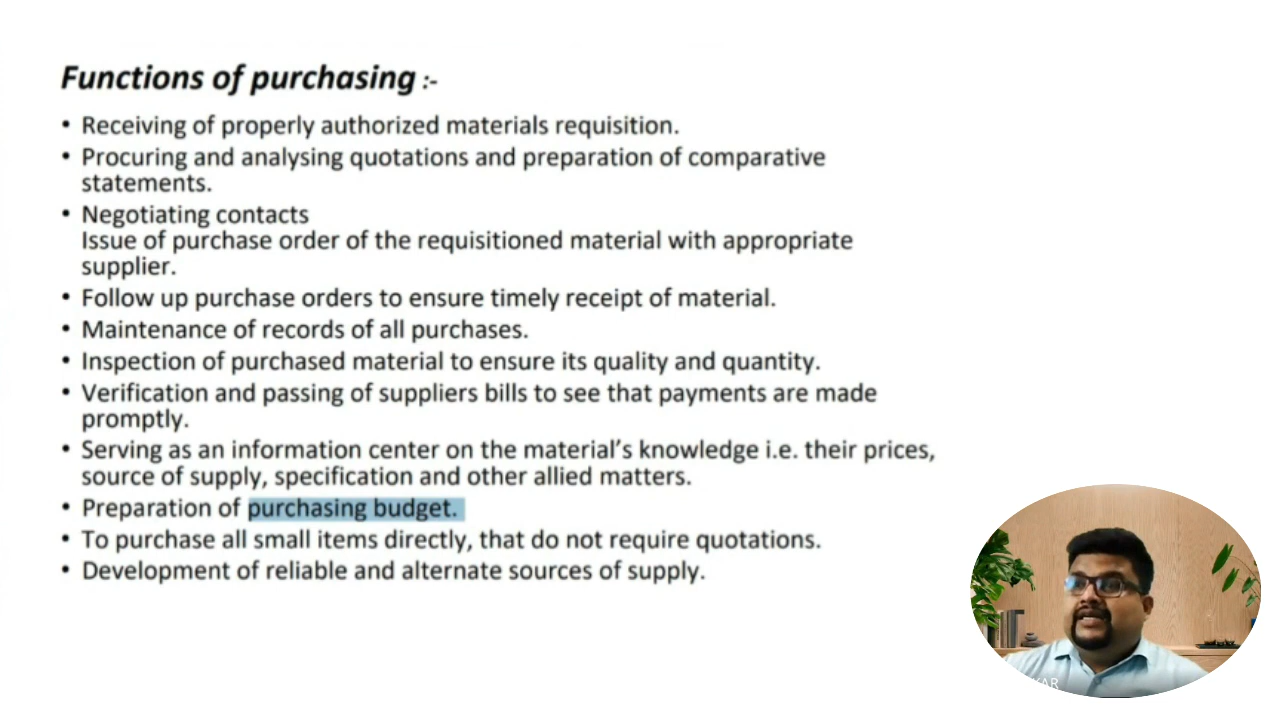 Functions of purchasing :-
• Receiving of properly authorized materials requisition.
• Procuring and analysing quotations and preparation of comparative
statements.
• Negotiating contacts
Issue of purchase order of the requisitioned material with appropriate
supplier.
• Follow up purchase orders to ensure timely receipt of material.
• Maintenance of records of all purchases.
• Inspection of purchased material to ensure its quality and quantity.
• Verification and passing of suppliers bills to see that payments are made
promptly.
• Serving as an information center on the material's knowledge i.e. their prices,
source of supply, specification and other allied matters.
• Preparation of purchasing budget.
• To purchase all small items directly, that do not require quotations.
• Development of reliable and alternate sources of supply.